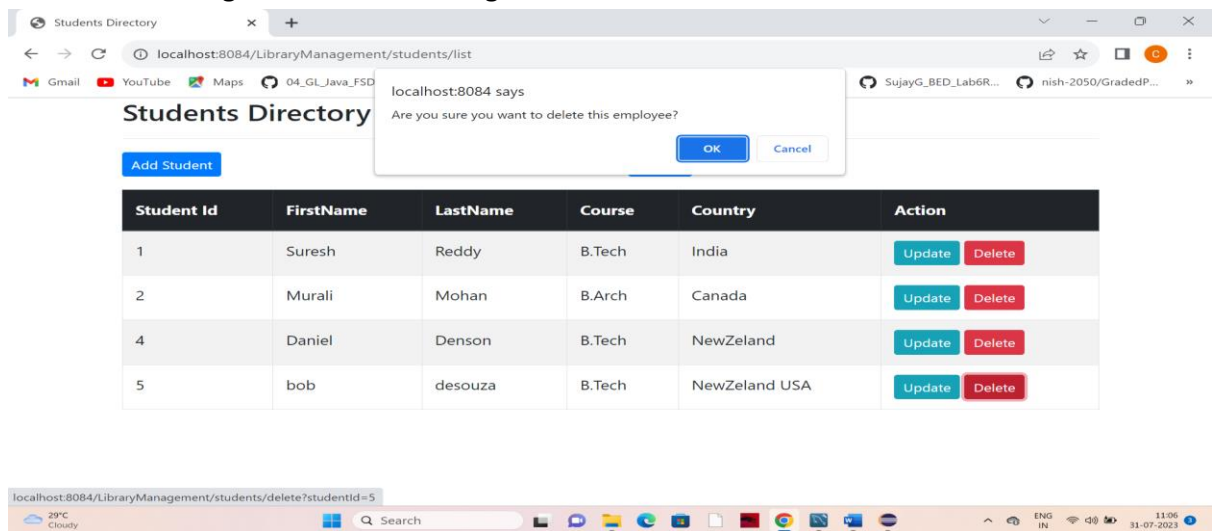 Students Directory
localhost:8084/LibraryManagement/students/list
Gmail YouTube Maps 04_GL_Java_FSD SujayG_BED_Lab6R... nish-2050/GradedP... »
localhost:8084 says
Are you sure you want to delete this employee?
OK Cancel
Students Directory
Add Student
Student Id FirstName LastName Course Country Action
1 Suresh Reddy B.Tech India Update Delete
2 Murali Mohan B.Arch Canada Update Delete
4 Daniel Denson B.Tech NewZeland Update Delete
5 bob desouza B.Tech NewZeland USA Update Delete
localhost:8084/LibraryManagement/students/delete?studentId=5
29°C
Cloudy
Search
ENG
IN
11:06
31-07-2023